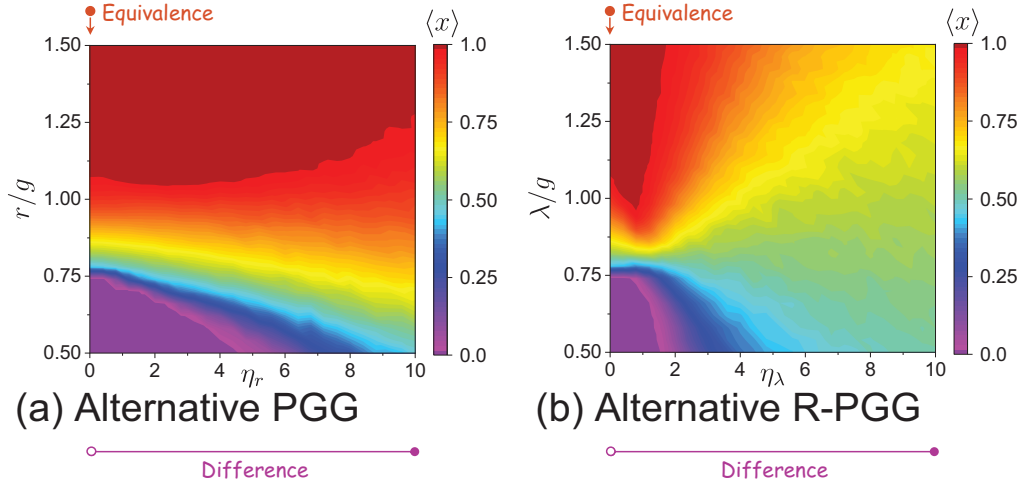 Equivalence
⟨x⟩
1.50
1.25
1.00
0.75
0.50
r/g
0 2 4 6 8 10
η_r
1.0
0.75
0.50
0.25
0.0
(a) Alternative PGG
Difference
Equivalence
⟨x⟩
1.50
1.25
1.00
0.75
0.50
λ/g
0 2 4 6 8 10
η_λ
1.0
0.75
0.50
0.25
0.0
(b) Alternative R-PGG
Difference